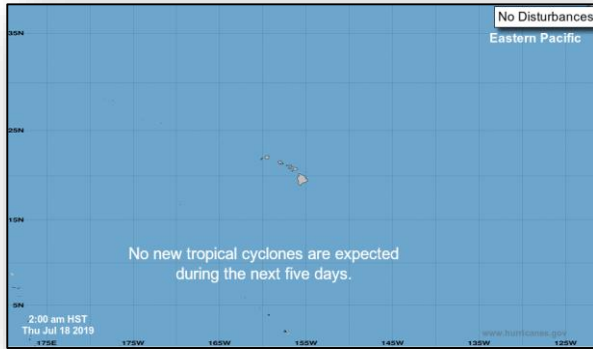 No Disturbances
Eastern Pacific
35N
25N
15N
5N
No new tropical cyclones are expected
during the next five days.
2:00 am HST
Thu Jul 18 2019
www.hurricanes.gov
175E
175W
165W
155W
145W
135W
125W